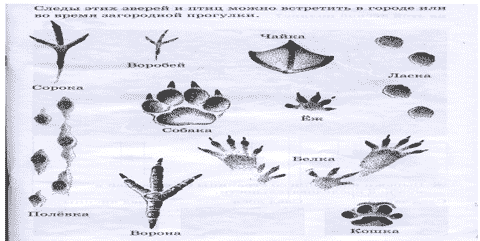 Следы этих зверей и птиц можно встретить в городе или
во время загородной прогулки.
Чайка
Воробей
Ласка
Сорока
Собака
Ёж
Белка
Полёвка
Ворона
Кошка